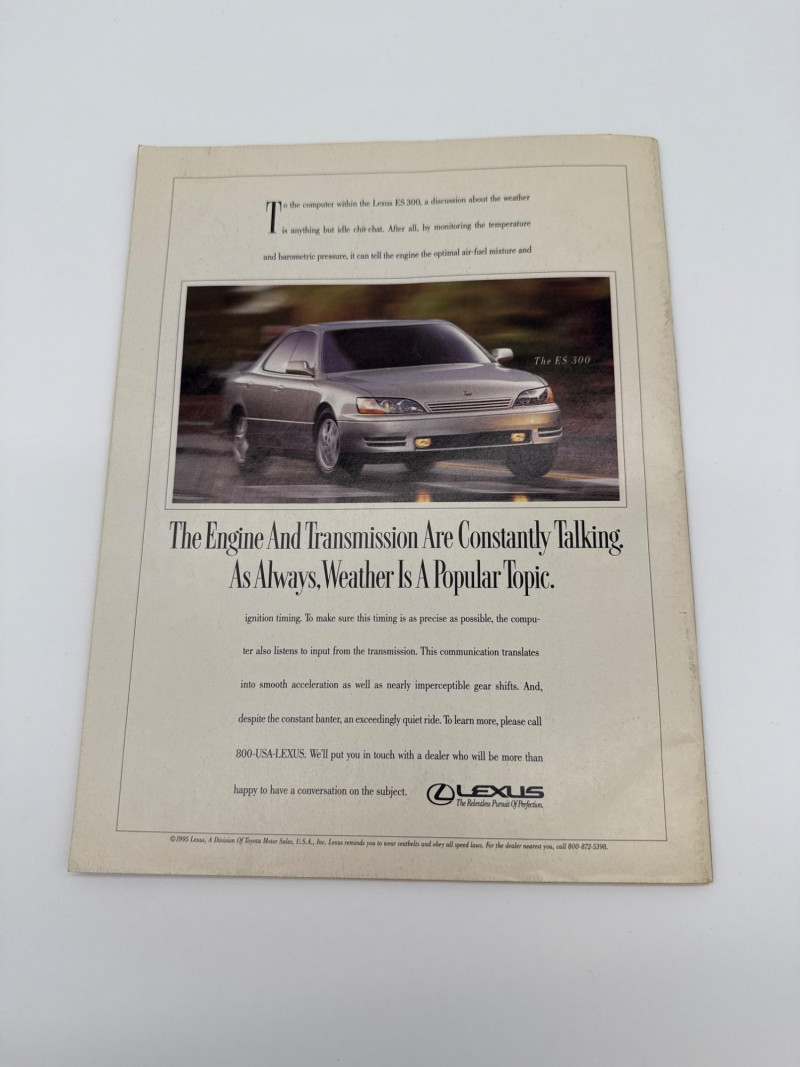 To the computer within the Lexus ES 300, a discussion about the weather
is anything but idle chit-chat. After all, by monitoring the temperature
and barometric pressure, it can tell the engine the optimal air-fuel mixture and
The ES 300
The Engine And Transmission Are Constantly Talking.
As Always, Weather Is A Popular Topic.
ignition timing. To make sure this timing is as precise as possible, the compu-
ter also listens to input from the transmission. This communication translates
into smooth acceleration as well as nearly imperceptible gear shifts. And,
despite the constant banter, an exceedingly quiet ride. To learn more, please call
800-USA-LEXUS. We'll put you in touch with a dealer who will be more than
happy to have a conversation on the subject.
LEXUS
The Relentless Pursuit Of Perfection.
©1995 Lexus, A Division Of Toyota Motor Sales, U.S.A., Inc. Lexus reminds you to wear seatbelts and obey all speed laws. For the dealer nearest you, call 800-872-5398.